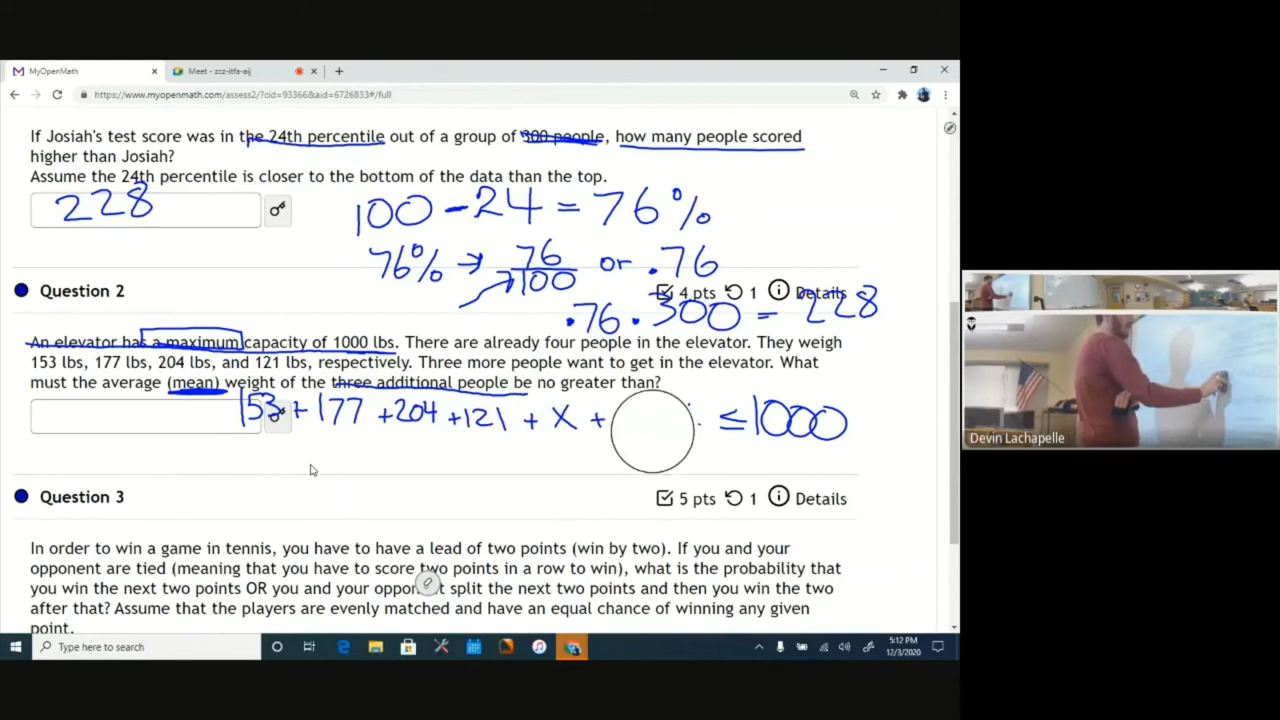 MyOpenMath
Meet - zcz-itfa-aij
https://www.myopenmath.com/assess2/?cid=93366&aid=6726833#/full
If Josiah's test score was in the 24th percentile out of a group of 300 people, how many people scored
higher than Josiah?
Assume the 24th percentile is closer to the bottom of the data than the top.
228
100 - 24 = 76%
76% → 76/100 or .76
Question 2
4 pts 1 Details
.76 . 300 = 228
An elevator has a maximum capacity of 1000 lbs. There are already four people in the elevator. They weigh
153 lbs, 177 lbs, 204 lbs, and 121 lbs, respectively. Three more people want to get in the elevator. What
must the average (mean) weight of the three additional people be no greater than?
153 + 177 + 204 + 121 + X + ≤ 1000
Devin Lachapelle
Question 3
5 pts 1 Details
In order to win a game in tennis, you have to have a lead of two points (win by two). If you and your
opponent are tied (meaning that you have to score two points in a row to win), what is the probability that
you win the next two points OR you and your opponent split the next two points and then you win the two
after that? Assume that the players are evenly matched and have an equal chance of winning any given
point.
Type here to search
5:12 PM
12/3/2020